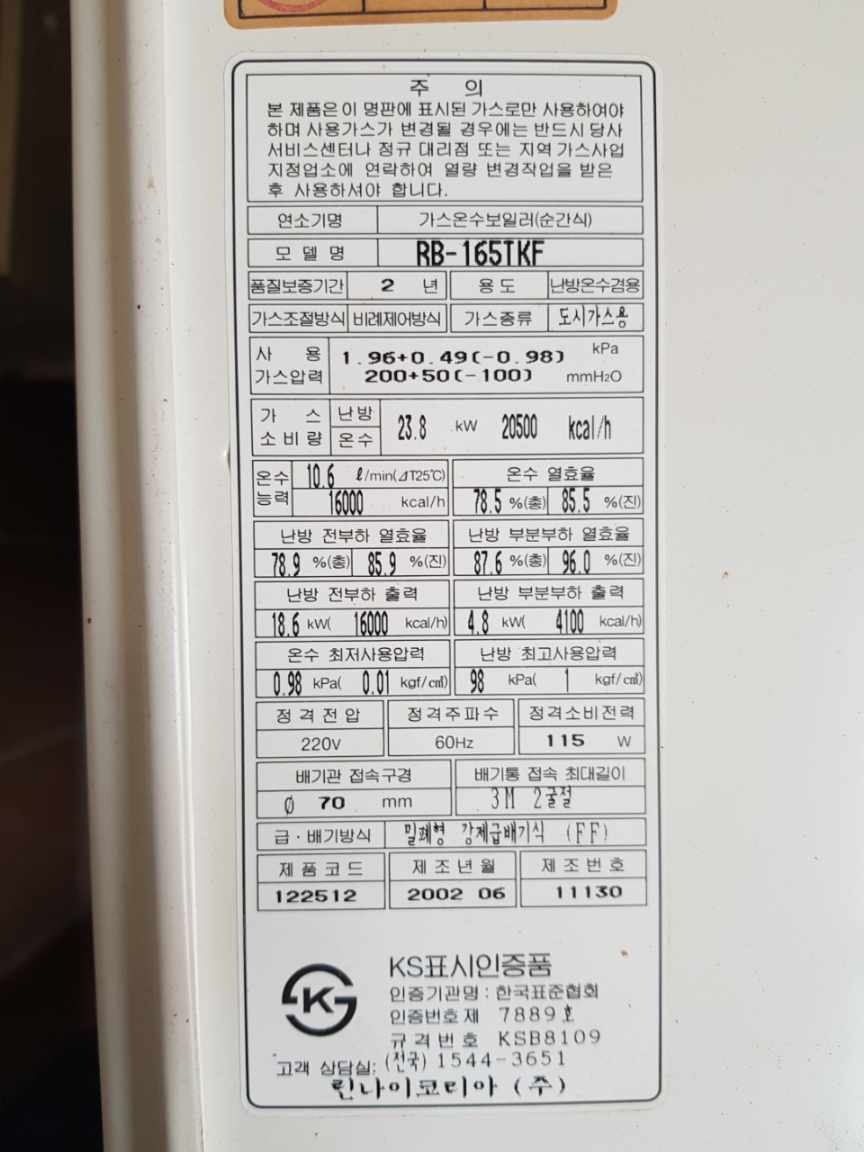 주 의
본 제품은 이 명판에 표시된 가스로만 사용하여야
하며 사용가스가 변경될 경우에는 반드시 당사
서비스센터나 정규 대리점 또는 지역 가스사업
지정업소에 연락하여 열량 변경작업을 받은
후 사용하셔야 합니다.
연소기명 가스온수보일러(순간식)
모 델 명 RB-165TKF
품질보증기간 2 년 용 도 난방온수겸용
가스조절방식 비례제어방식 가스종류 도시가스용
사 용 1.96+0.49(-0.98) kPa
가스압력 200+50(-100) mmH2O
가 스 난방
소비량 온수 23.8 kW 20500 kcal/h
온수 10.6 ℓ/min(⊿T25℃) 온수 열효율
능력 16000 kcal/h 78.5 %(총) 85.5 %(진)
난방 전부하 열효율 난방 부분부하 열효율
78.9 %(총) 85.9 %(진) 87.6 %(총) 96.0 %(진)
난방 전부하 출력 난방 부분부하 출력
18.6 kW( 16000 kcal/h) 4.8 kW( 4100 kcal/h)
온수 최저사용압력 난방 최고사용압력
0.98 kPa( 0.01 kgf/㎠) 98 kPa( 1 kgf/㎠)
정격전압 정격주파수 정격소비전력
220V 60Hz 115 W
배기관 접속구경 배기통 접속 최대길이
Ø 70 mm 3M 2굴절
급·배기방식 밀폐형 강제급배기식 (FF)
제품코드 제조년월 제조번호
122512 2002 06 11130
KS표시인증품
인증기관명 : 한국표준협회
인증번호 제 7889호
규격번호 KSB8109
고객 상담실: (전국) 1544-3651
린나이코리아 (주)